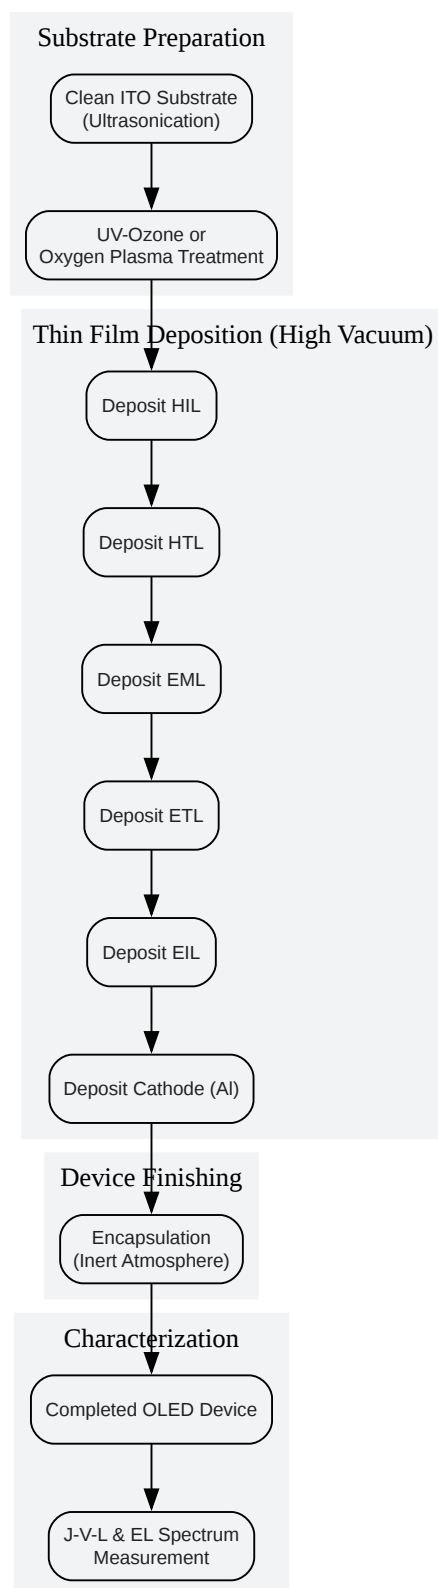 Substrate Preparation
Clean ITO Substrate
(Ultrasonication)
UV-Ozone or
Oxygen Plasma Treatment
Thin Film Deposition (High Vacuum)
Deposit HIL
Deposit HTL
Deposit EML
Deposit ETL
Deposit EIL
Deposit Cathode (Al)
Device Finishing
Encapsulation
(Inert Atmosphere)
Characterization
Completed OLED Device
J-V-L & EL Spectrum
Measurement